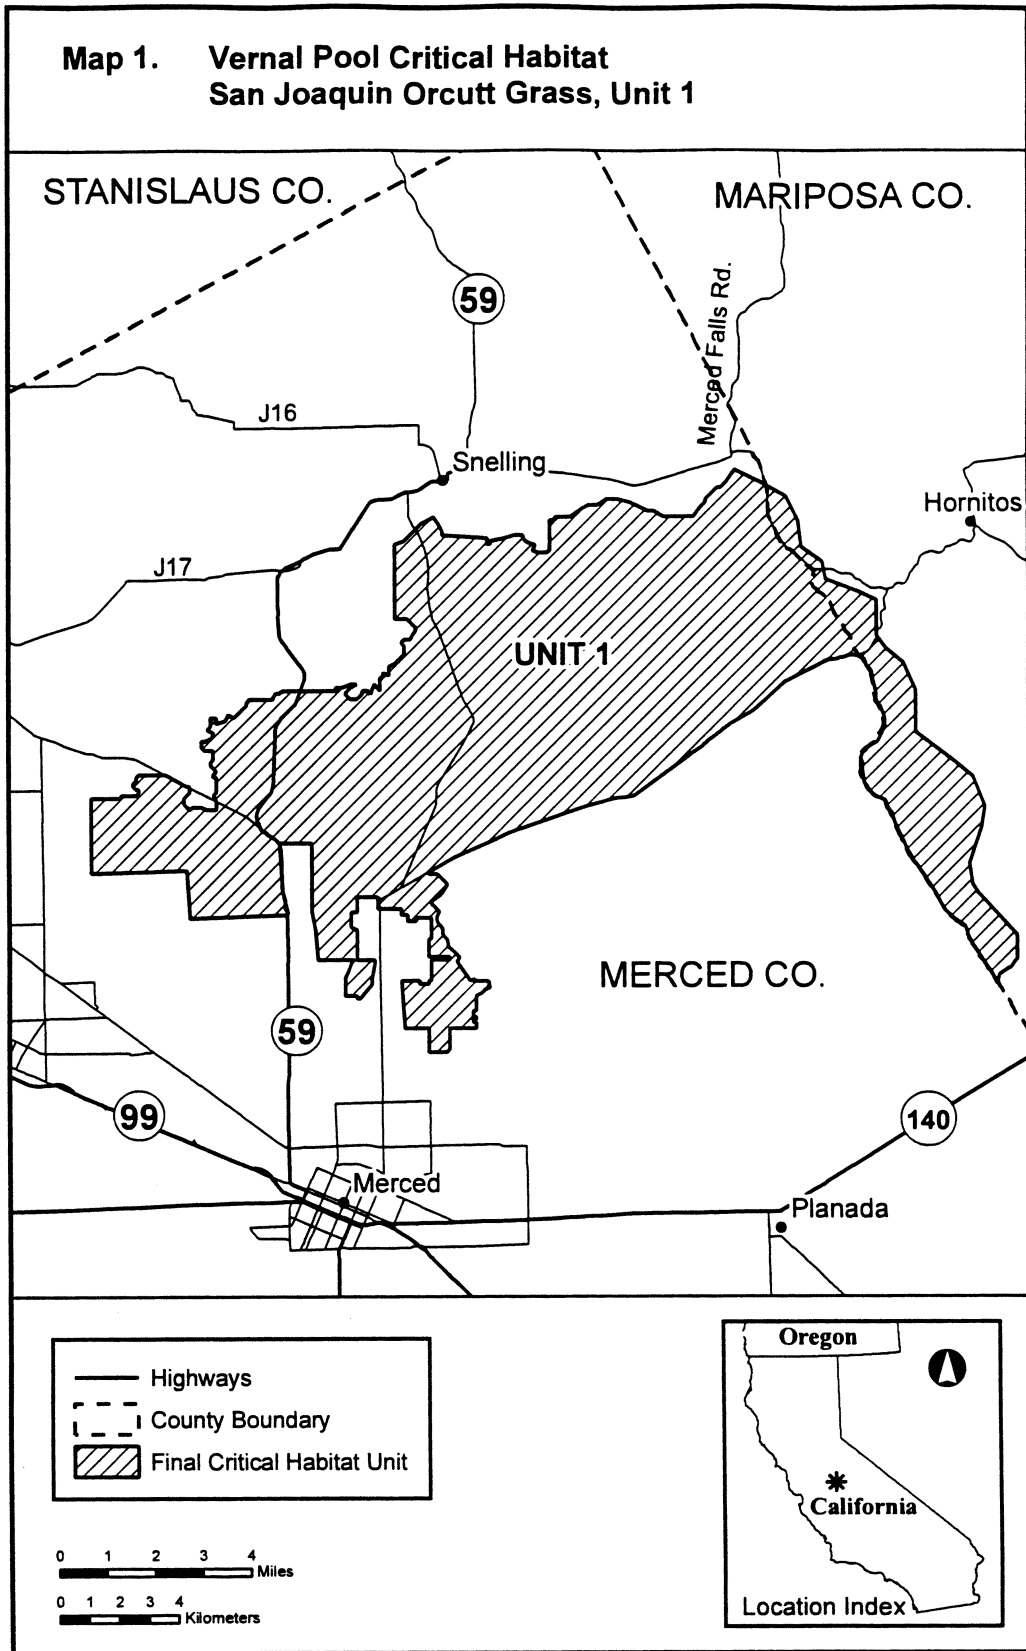 Map 1. Vernal Pool Critical Habitat
San Joaquin Orcutt Grass, Unit 1
STANISLAUS CO.
MARIPOSA CO.
59
Merced Falls Rd.
J16
Snelling
Hornitos
J17
UNIT 1
MERCED CO.
59
99
140
Merced
Planada
Highways
County Boundary
Final Critical Habitat Unit
0 1 2 3 4
Miles
0 1 2 3 4
Kilometers
Oregon
California
Location Index